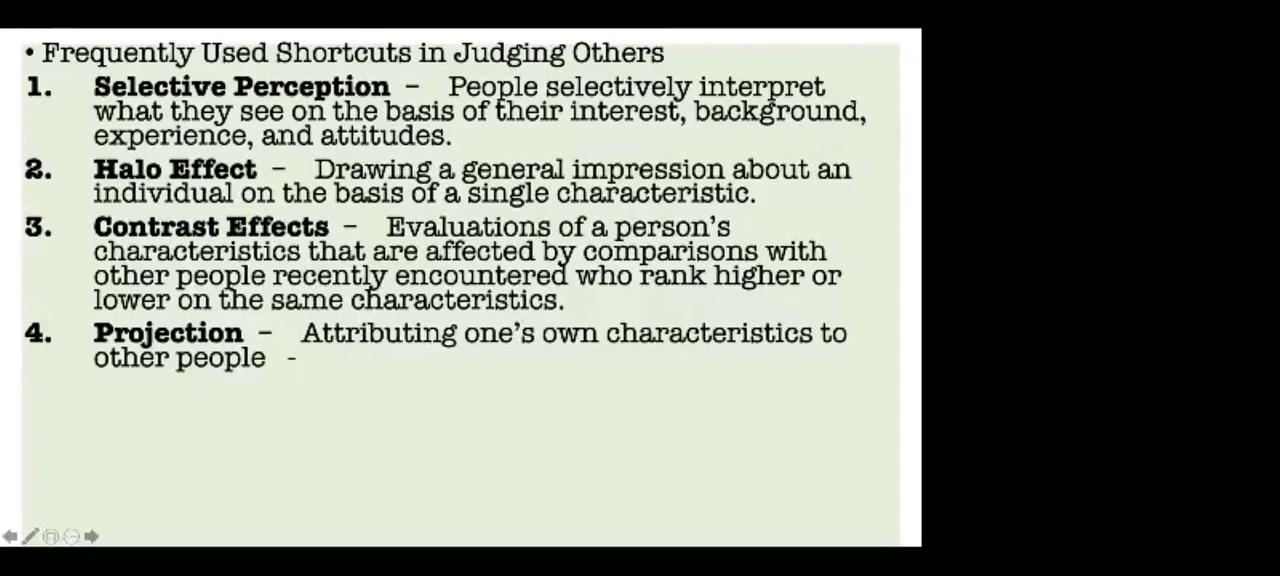 • Frequently Used Shortcuts in Judging Others
1. Selective Perception – People selectively interpret
what they see on the basis of their interest, background,
experience, and attitudes.
2. Halo Effect – Drawing a general impression about an
individual on the basis of a single characteristic.
3. Contrast Effects – Evaluations of a person's
characteristics that are affected by comparisons with
other people recently encountered who rank higher or
lower on the same characteristics.
4. Projection – Attributing one's own characteristics to
other people -